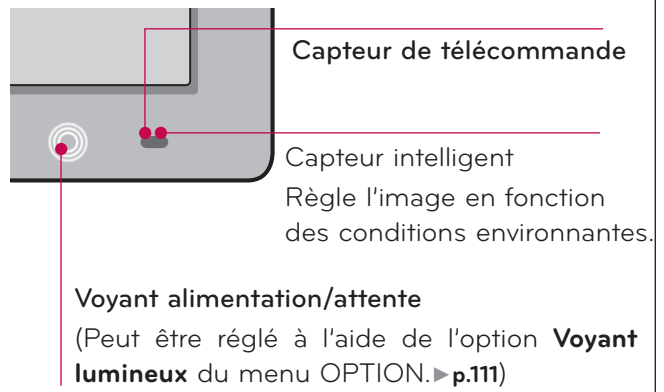 Capteur de télécommande
Capteur intelligent
Règle l'image en fonction
des conditions environnantes.
Voyant alimentation/attente
(Peut être réglé à l'aide de l'option Voyant
lumineux du menu OPTION.►p.111)